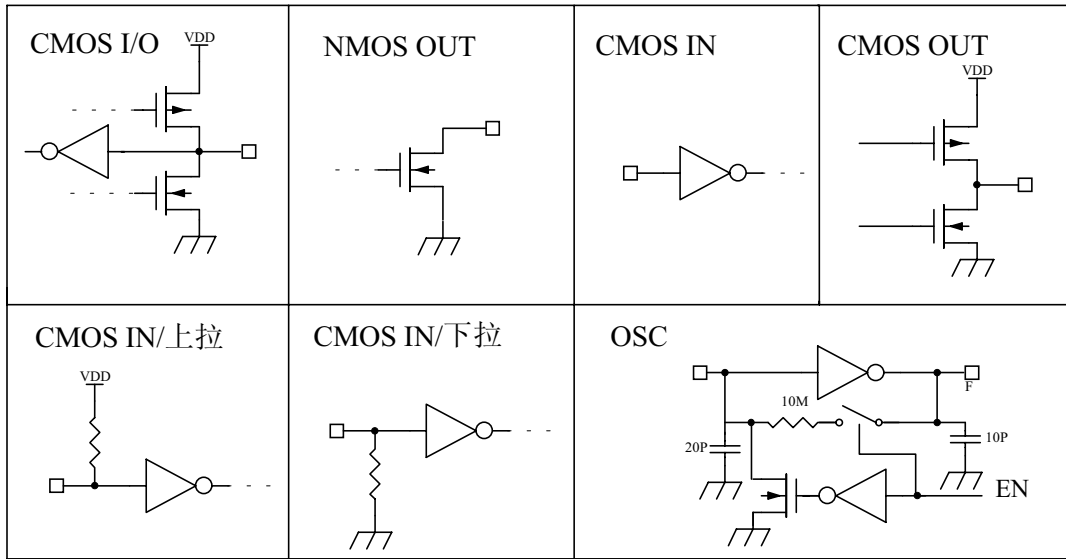 CMOS I/O
VDD
NMOS OUT
CMOS IN
CMOS OUT
VDD
CMOS IN/上拉
VDD
CMOS IN/下拉
OSC
F
10M
20P
10P
EN